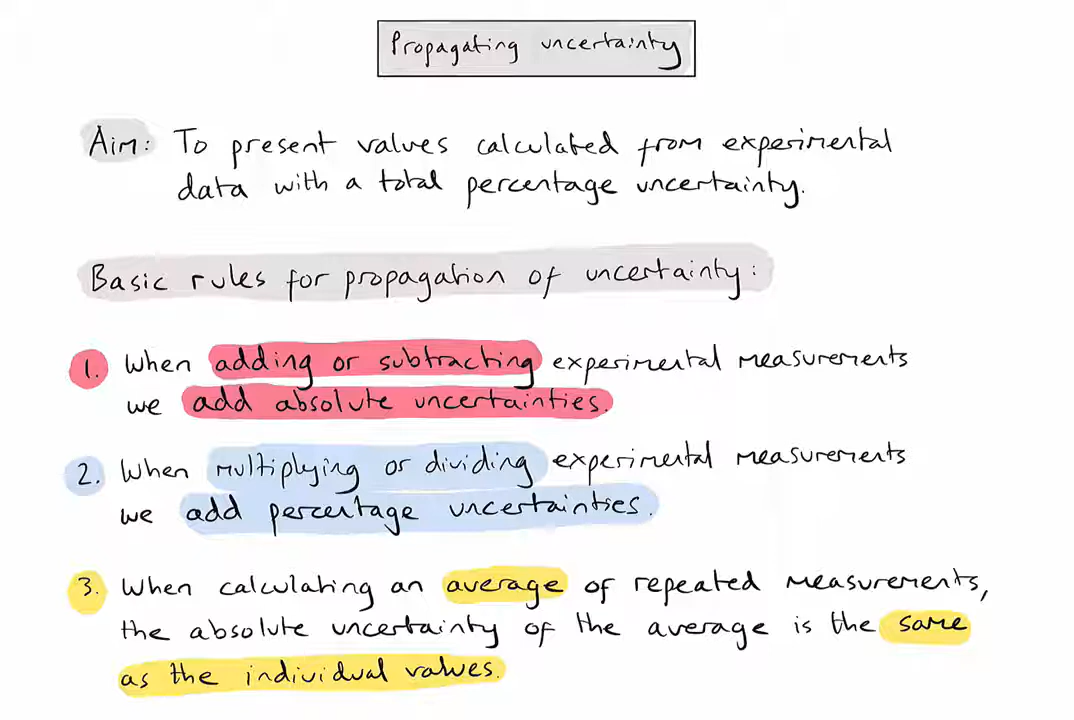 Propagating uncertainty
Aim: To present values calculated from experimental
data with a total percentage uncertainty.
Basic rules for propagation of uncertainty:
1. When adding or subtracting experimental measurements
we add absolute uncertainties.
2. When multiplying or dividing experimental measurements
we add percentage uncertainties.
3. When calculating an average of repeated measurements,
the absolute uncertainty of the average is the same
as the individual values.